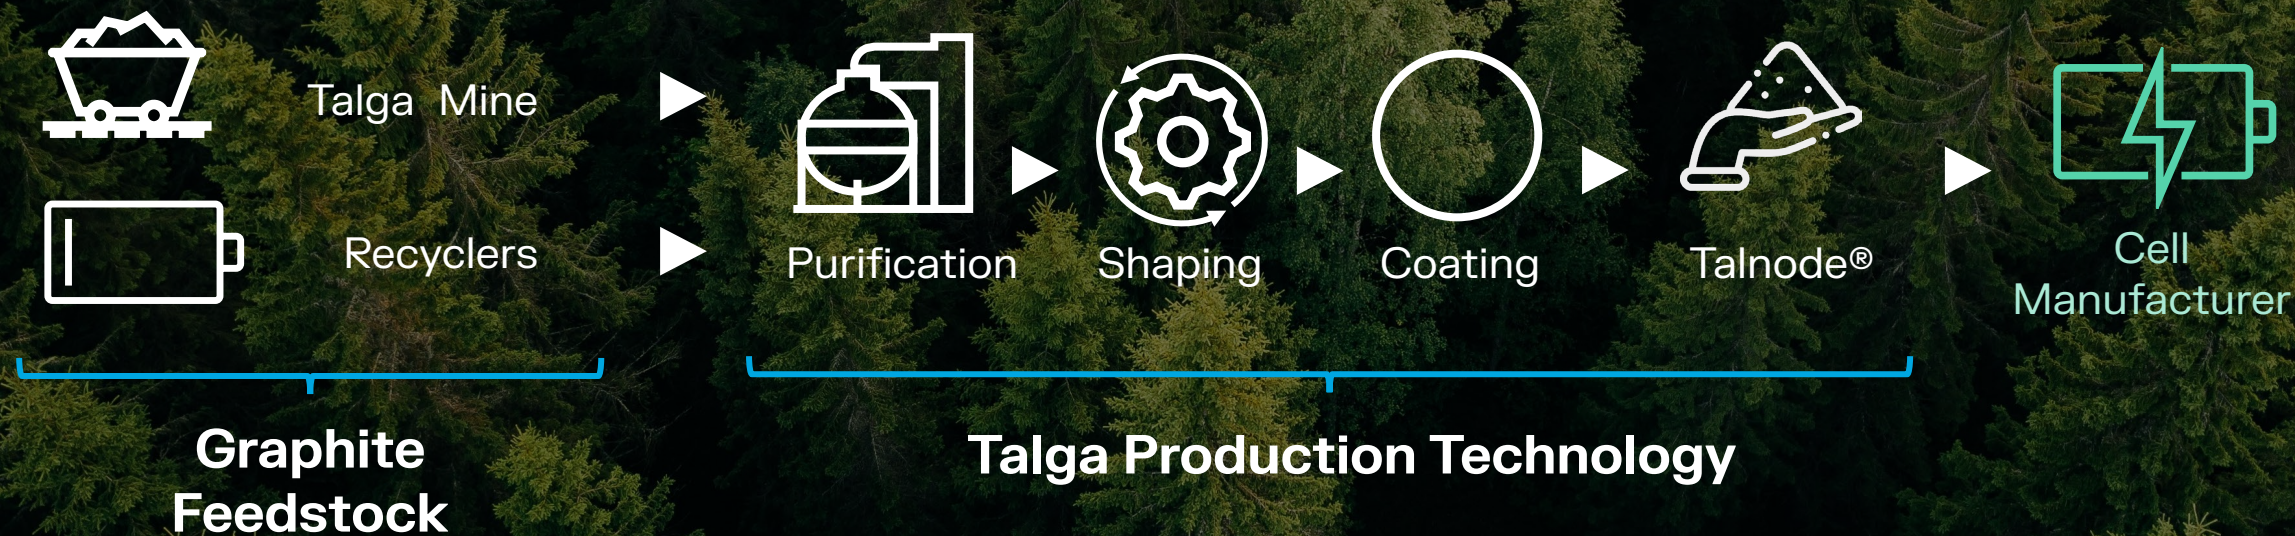 Talga Mine
Recyclers
Purification
Shaping
Coating
Talnode®
Cell
Manufacturer
Graphite
Feedstock
Talga Production Technology